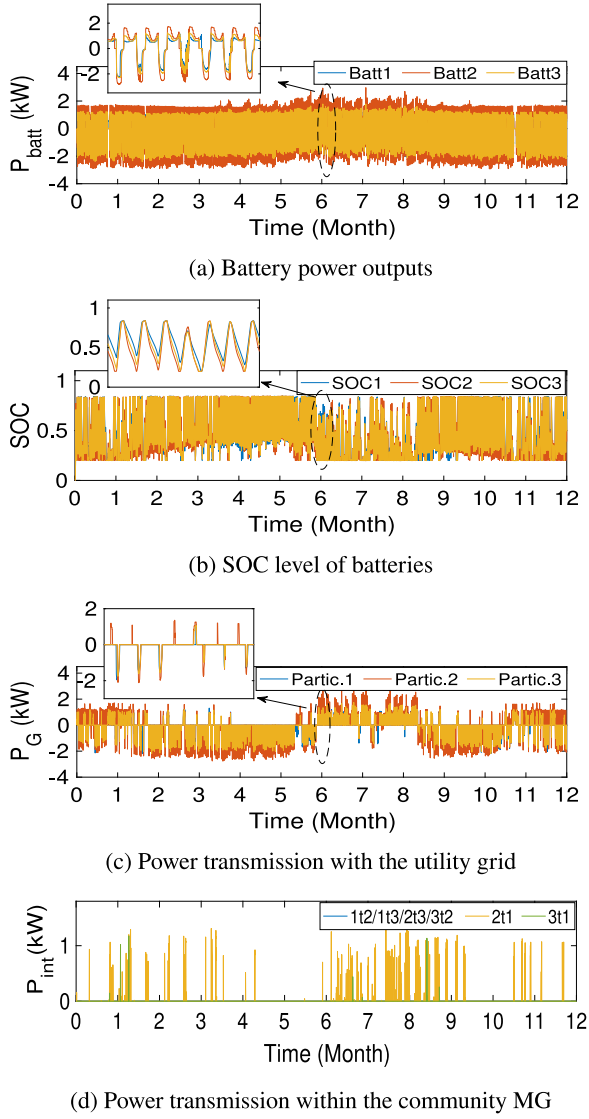 2
0
-2
4
2
0
-2
-4
P_batt (kW)
Batt1 Batt2 Batt3
0 1 2 3 4 5 6 7 8 9 10 11 12
Time (Month)
(a) Battery power outputs
1
0.5
0
1
0.5
0
SOC
SOC1 SOC2 SOC3
0 1 2 3 4 5 6 7 8 9 10 11 12
Time (Month)
(b) SOC level of batteries
2
0
-2
4
2
0
-2
-4
P_G (kW)
Partic.1 Partic.2 Partic.3
0 1 2 3 4 5 6 7 8 9 10 11 12
Time (Month)
(c) Power transmission with the utility grid
1
0
P_int(kW)
1t2/1t3/2t3/3t2 2t1 3t1
0 1 2 3 4 5 6 7 8 9 10 11 12
Time (Month)
(d) Power transmission within the community MG